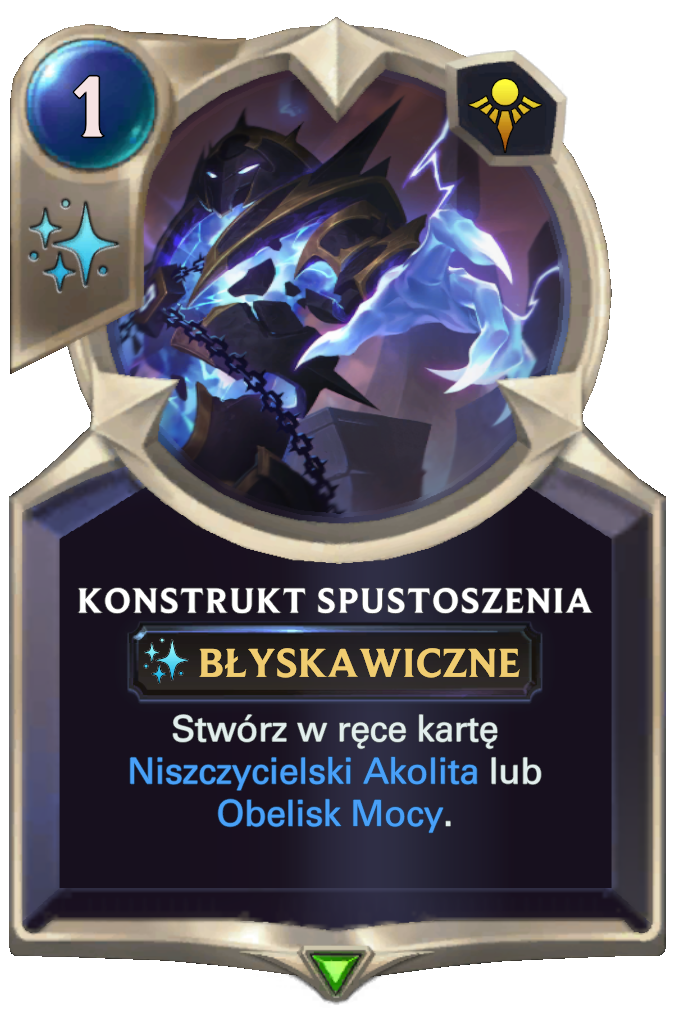 1
KONSTRUKT SPUSTOSZENIA
BŁYSKAWICZNE
Stwórz w ręce kartę
Niszczycielski Akolita lub
Obelisk Mocy.